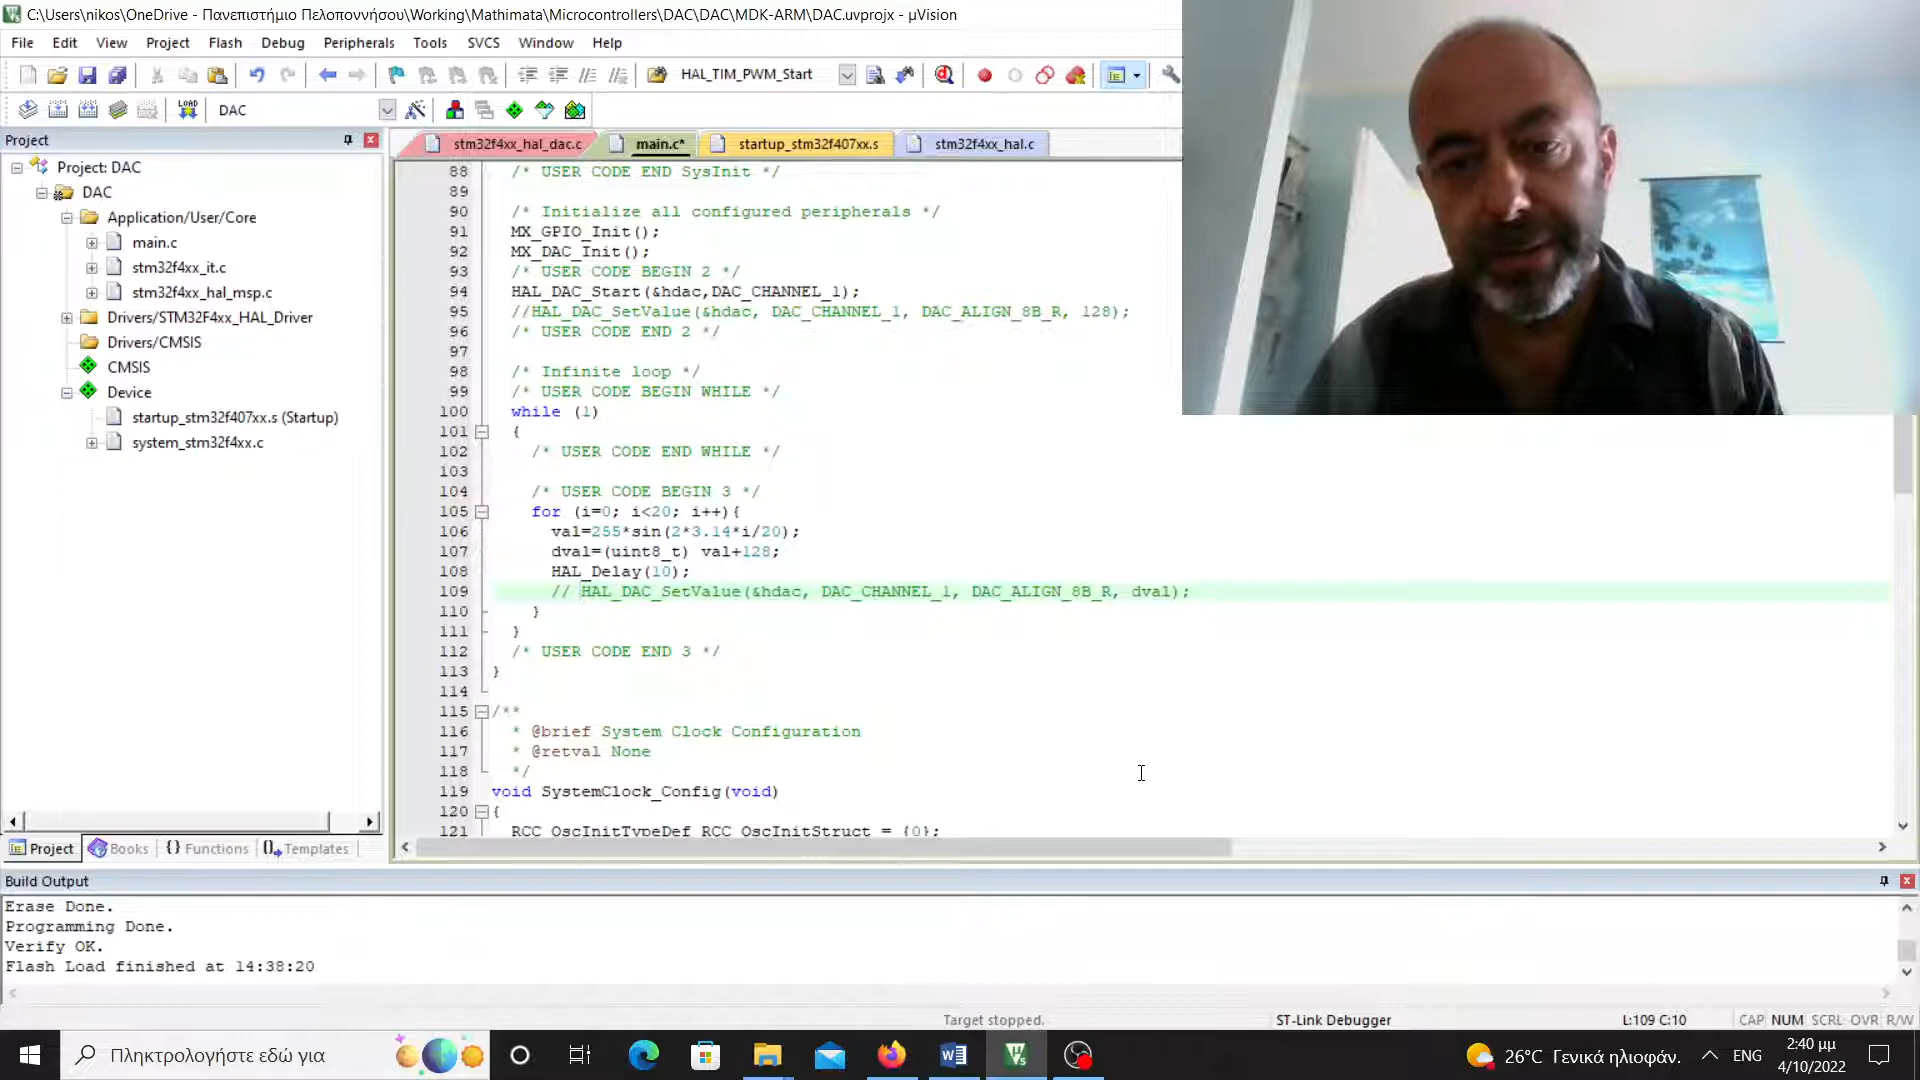 C:\Users\nikos\OneDrive - Πανεπιστήμιο Πελοποννήσου\Working\Mathimata\Microcontrollers\DAC\DAC\MDK-ARM\DAC.uvprojx - µVision
File Edit View Project Flash Debug Peripherals Tools SVCS Window Help
HAL_TIM_PWM_Start
LOAD DAC
Project
Project: DAC
DAC
Application/User/Core
main.c
stm32f4xx_it.c
stm32f4xx_hal_msp.c
Drivers/STM32F4xx_HAL_Driver
Drivers/CMSIS
CMSIS
Device
startup_stm32f407xx.s (Startup)
system_stm32f4xx.c
Project Books {} Functions Templates
stm32f4xx_hal_dac.c main.c* startup_stm32f407xx.s stm32f4xx_hal.c
88 /* USER CODE END SysInit */
89
90 /* Initialize all configured peripherals */
91 MX_GPIO_Init();
92 MX_DAC_Init();
93 /* USER CODE BEGIN 2 */
94 HAL_DAC_Start(&hdac,DAC_CHANNEL_1);
95 //HAL_DAC_SetValue(&hdac, DAC_CHANNEL_1, DAC_ALIGN_8B_R, 128);
96 /* USER CODE END 2 */
97
98 /* Infinite loop */
99 /* USER CODE BEGIN WHILE */
100 while (1)
101 {
102 /* USER CODE END WHILE */
103
104 /* USER CODE BEGIN 3 */
105 for (i=0; i<20; i++){
106 val=255*sin(2*3.14*i/20);
107 dval=(uint8_t) val+128;
108 HAL_Delay(10);
109 // HAL_DAC_SetValue(&hdac, DAC_CHANNEL_1, DAC_ALIGN_8B_R, dval);
110 }
111 }
112 /* USER CODE END 3 */
113 }
114
115 /**
116 * @brief System Clock Configuration
117 * @retval None
118 */
119 void SystemClock_Config(void)
120 {
121 RCC_OscInitTypeDef RCC_OscInitStruct = {0};
Build Output
Erase Done.
Programming Done.
Verify OK.
Flash Load finished at 14:38:20
Target stopped. ST-Link Debugger L:109 C:10 CAP NUM SCRL OVR R/W
Πληκτρολογήστε εδώ για
26°C Γενικά ηλιοφάν. ENG
2:40 μμ
4/10/2022